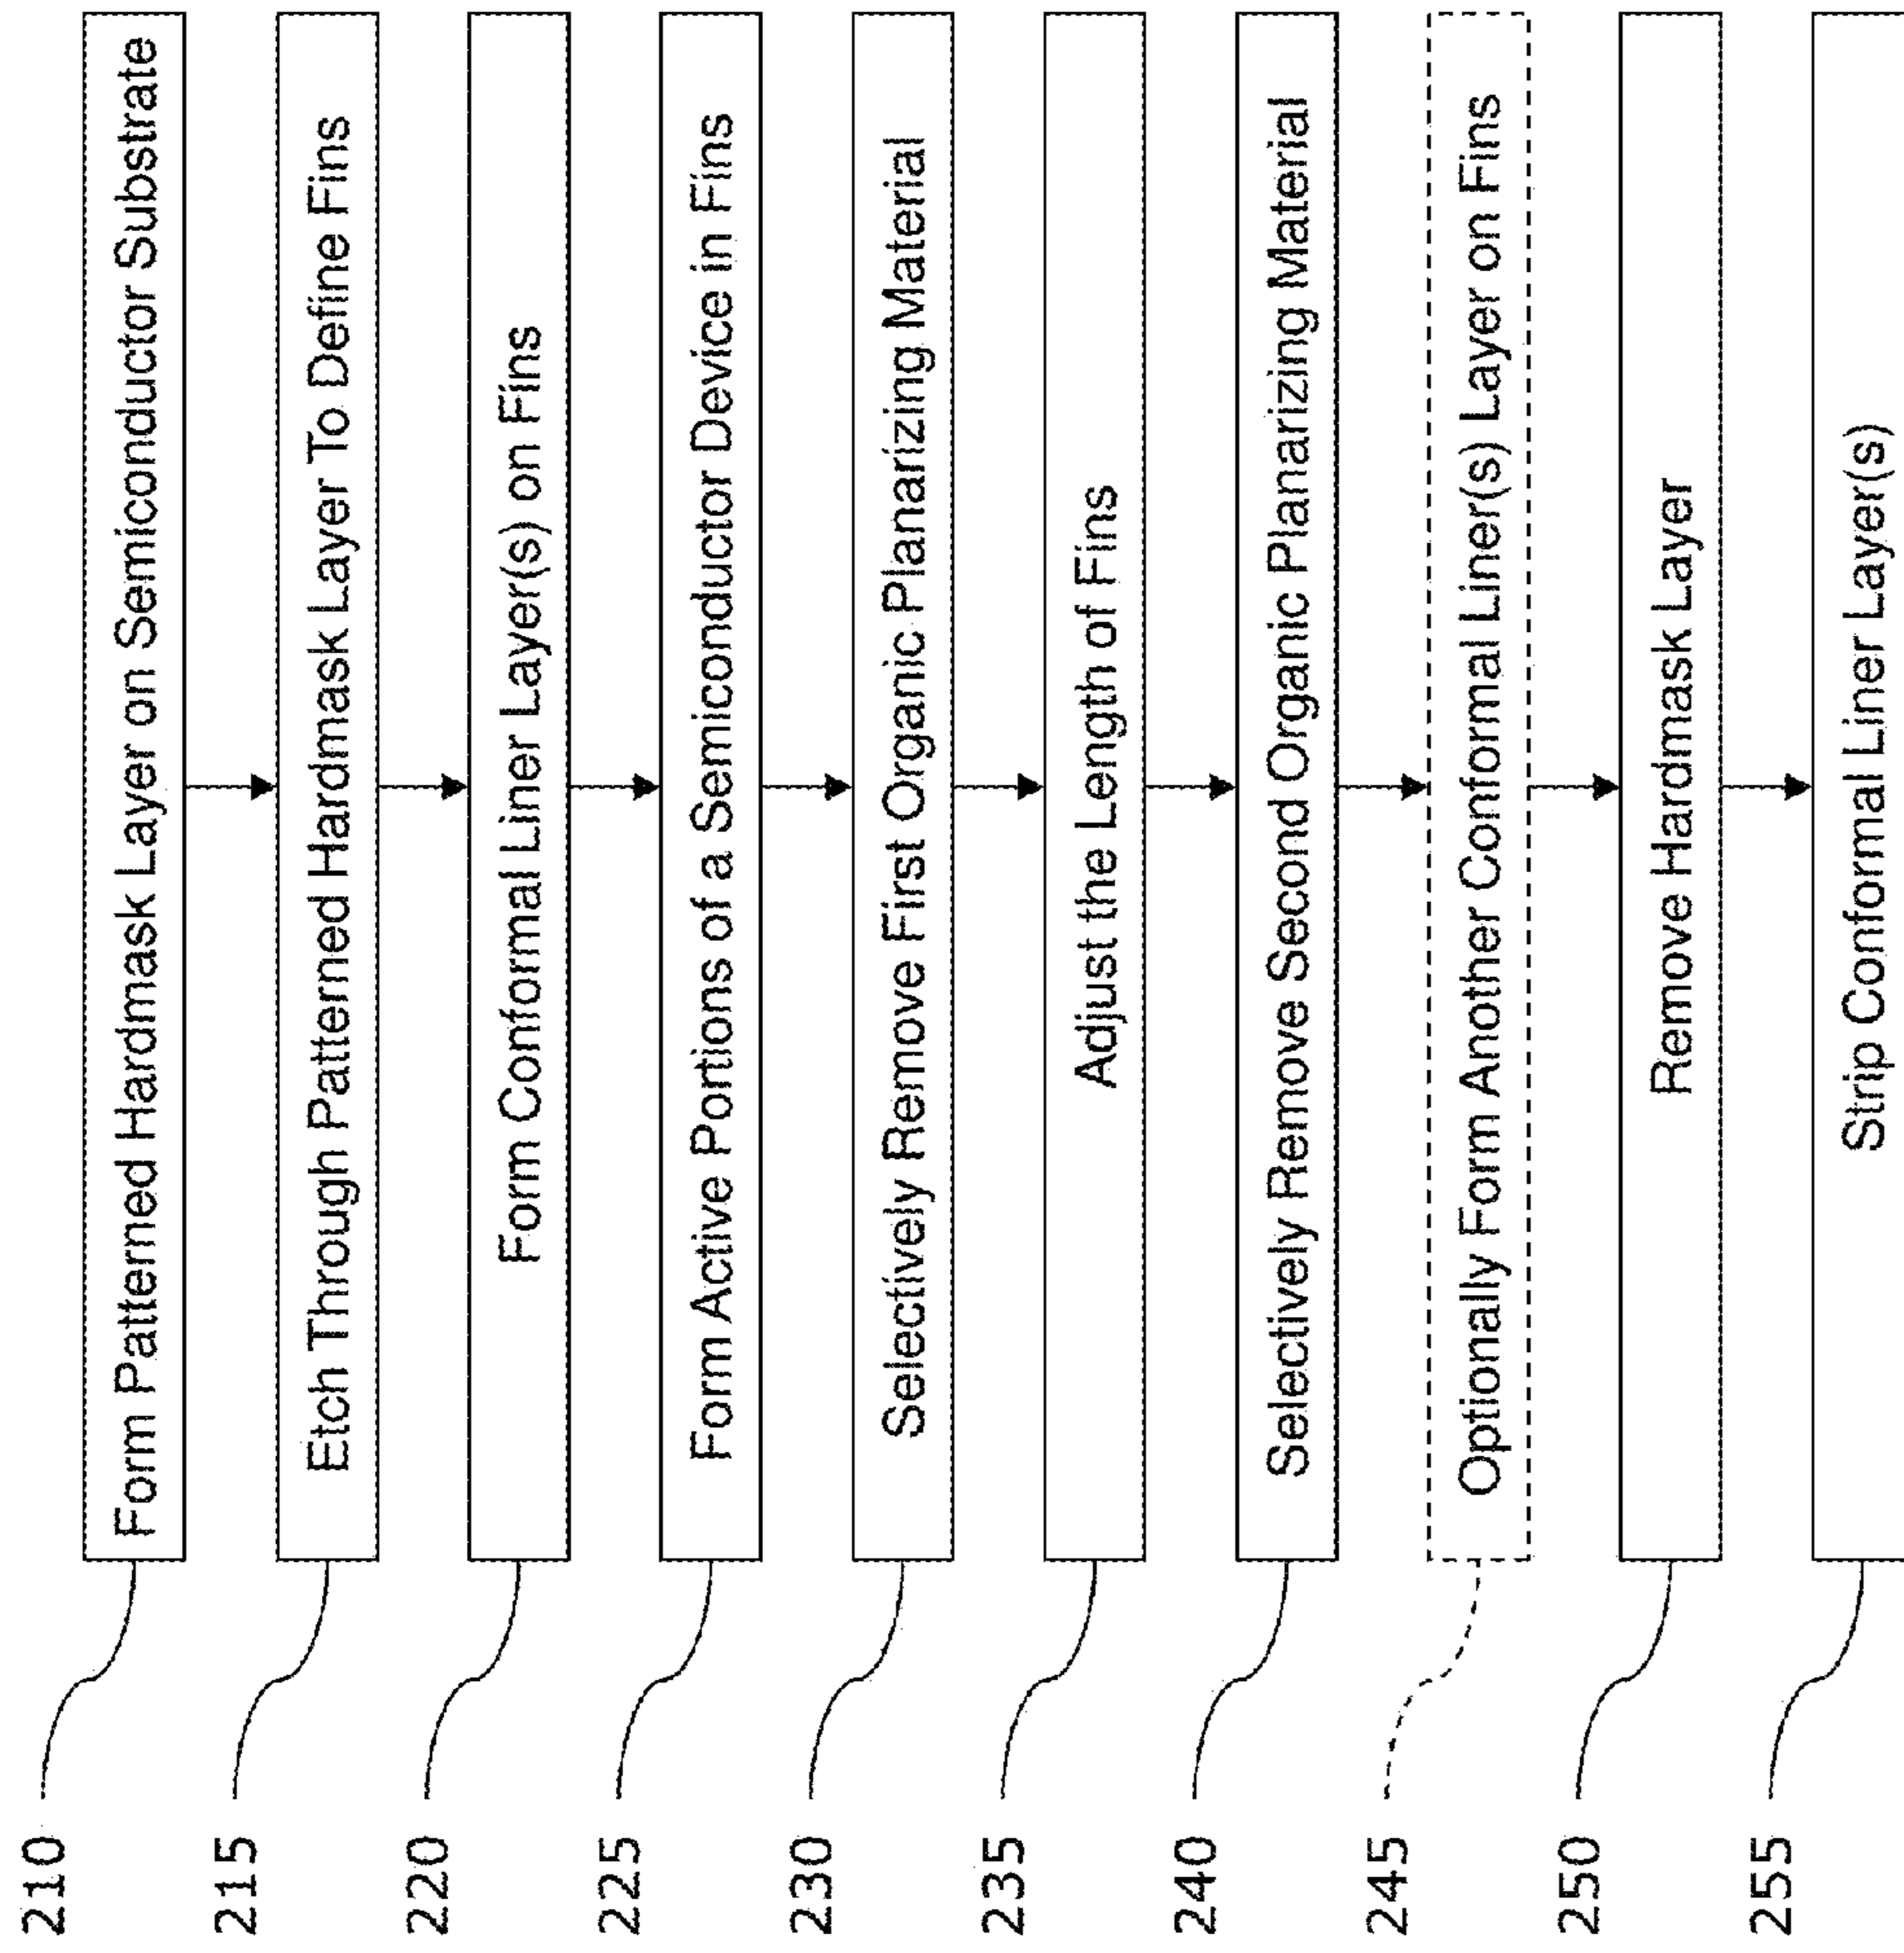 210 Form Patterned Hardmask Layer on Semiconductor Substrate
215 Etch Through Patterned Hardmask Layer To Define Fins
220 Form Conformal Liner Layer(s) on Fins
225 Form Active Portions of a Semiconductor Device in Fins
230 Selectively Remove First Organic Planarizing Material
235 Adjust the Length of Fins
240 Selectively Remove Second Organic Planarizing Material
245 Optionally Form Another Conformal Liner(s) Layer on Fins
250 Remove Hardmask Layer
255 Strip Conformal Liner Layer(s)